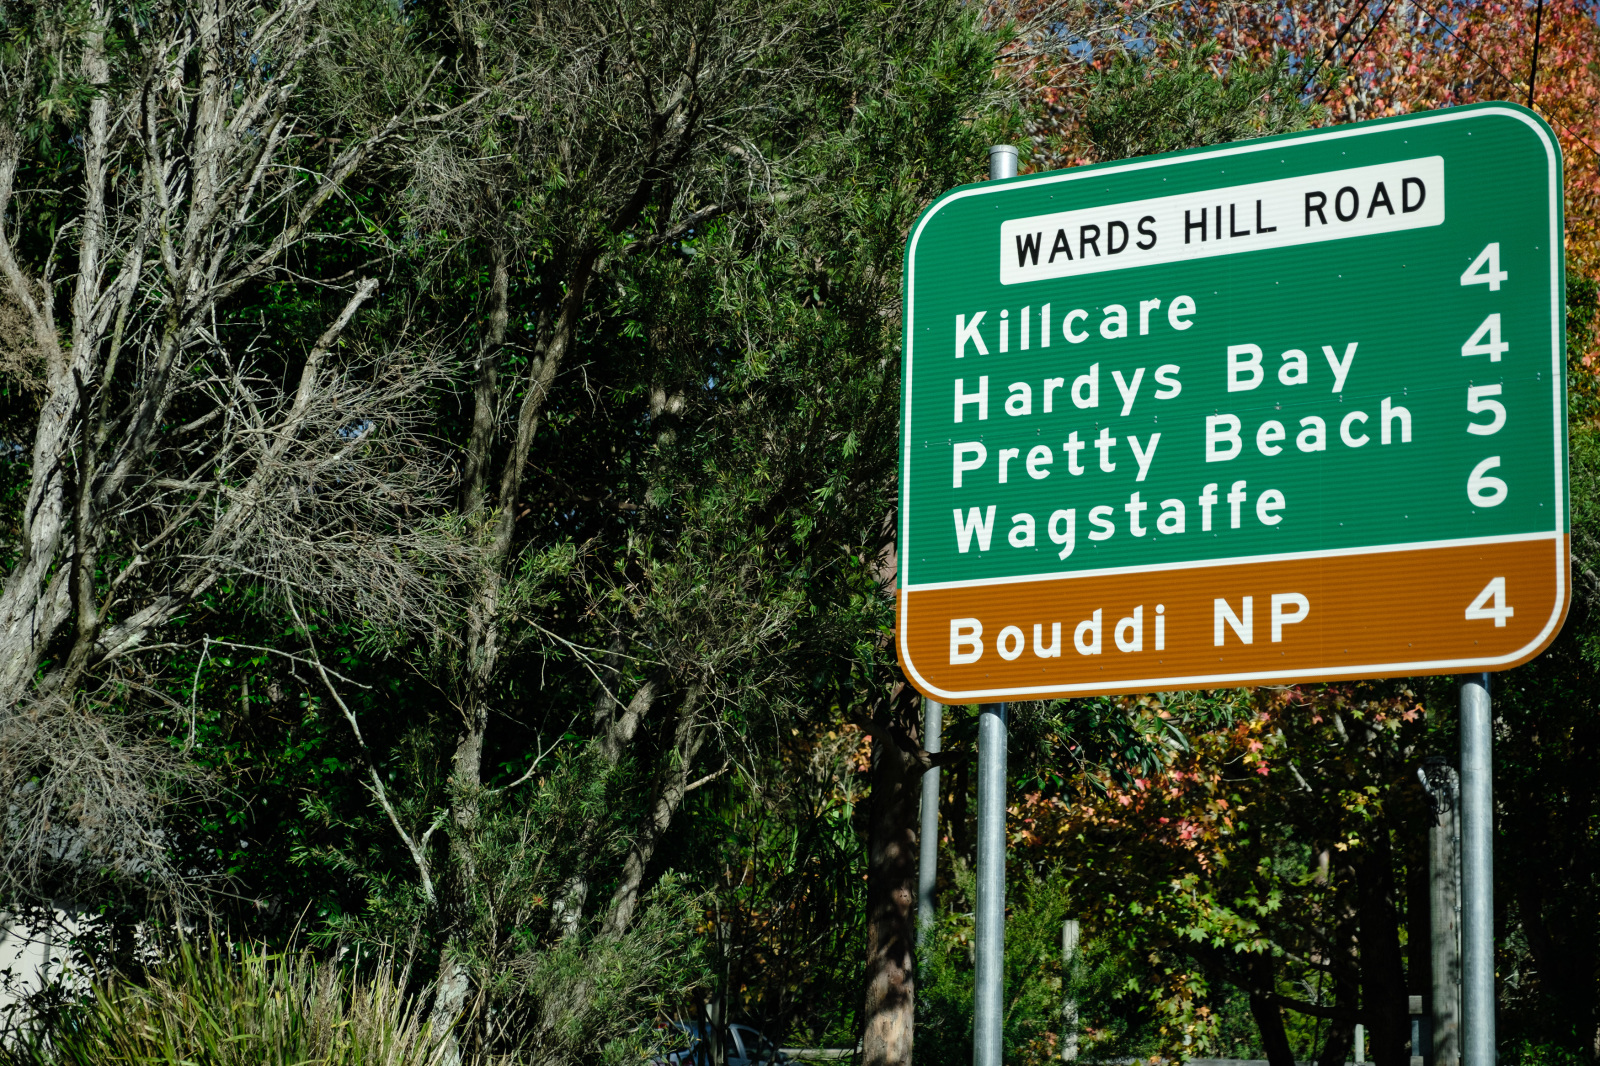 WARDS HILL ROAD
Killcare 4
Hardys Bay 4
Pretty Beach 5
Wagstaffe 6
Bouddi NP 4